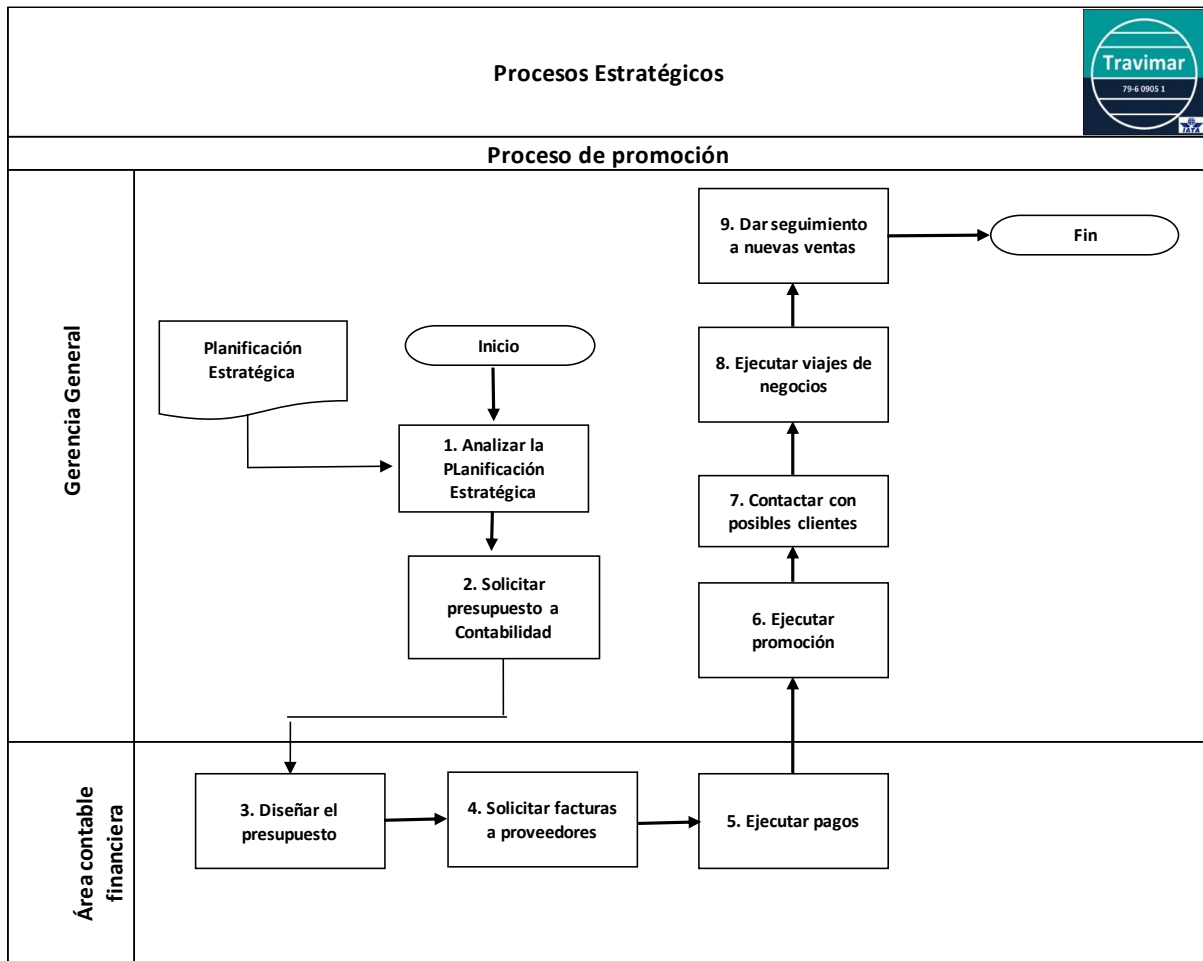 Procesos Estratégicos
Travimar
79-6 0905 1
IATA
Proceso de promoción
Gerencia General
Planificación
Estratégica
Inicio
1. Analizar la
PLanificación
Estratégica
2. Solicitar
presupuesto a
Contabilidad
9. Dar seguimiento
a nuevas ventas
Fin
8. Ejecutar viajes de
negocios
7. Contactar con
posibles clientes
6. Ejecutar
promoción
Área contable
financiera
3. Diseñar el
presupuesto
4. Solicitar facturas
a proveedores
5. Ejecutar pagos